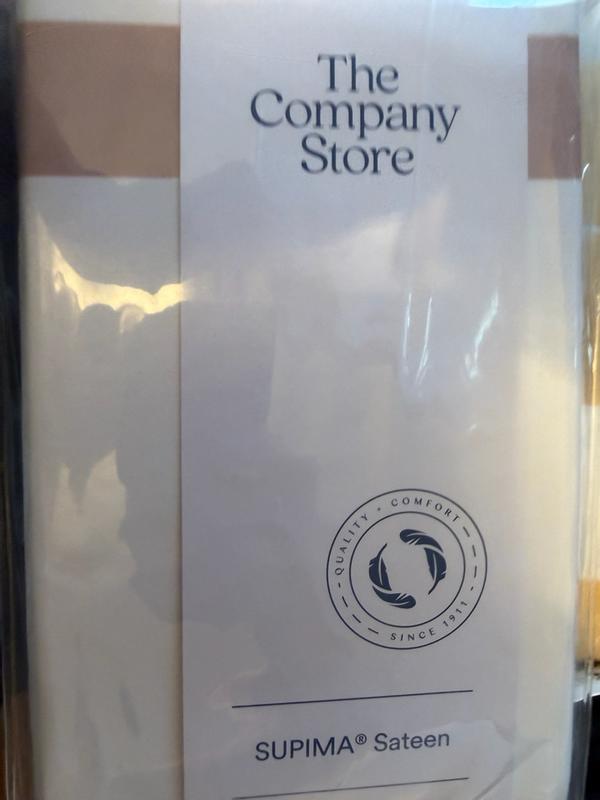 The
Company
Store
QUALITY - COMFORT
SINCE 1911
SUPIMA® Sateen